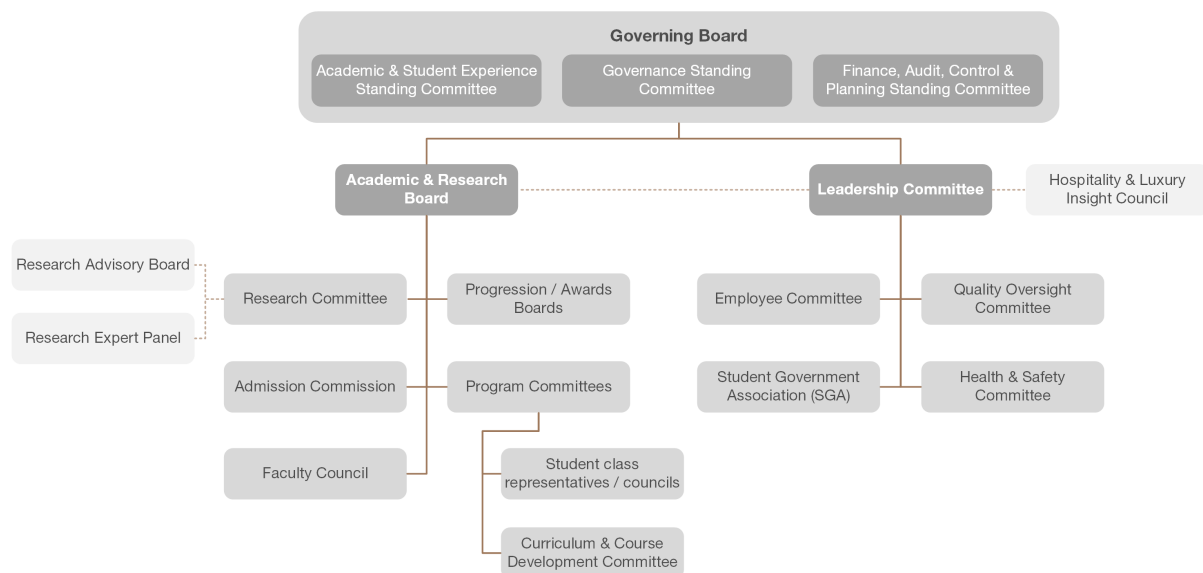 Governing Board
Academic & Student Experience
Standing Committee
Governance Standing
Committee
Finance, Audit, Control &
Planning Standing Committee
Academic & Research
Board
Leadership Committee
Hospitality & Luxury
Insight Council
Research Advisory Board
Research Expert Panel
Research Committee
Progression / Awards
Boards
Employee Committee
Quality Oversight
Committee
Admission Commission
Program Committees
Student Government
Association (SGA)
Health & Safety
Committee
Faculty Council
Student class
representatives / councils
Curriculum & Course
Development Committee